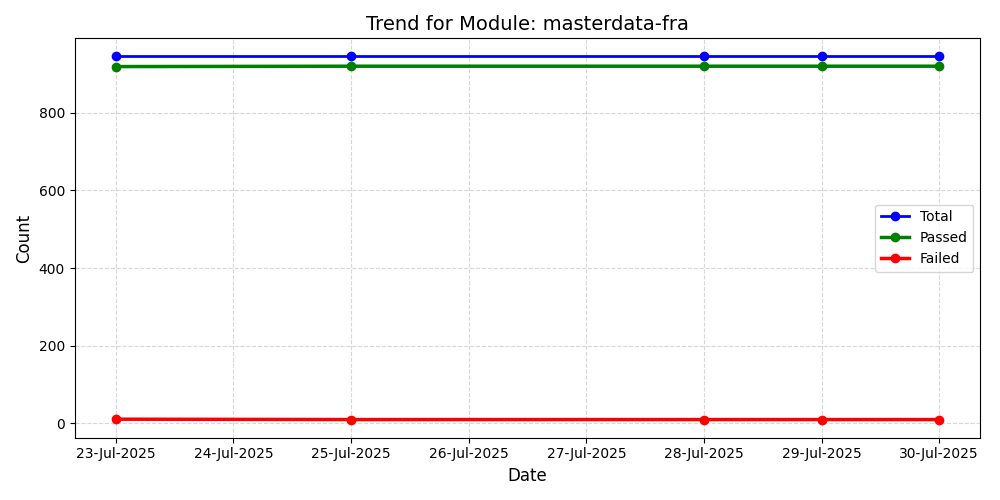 Trend for Module: masterdata-fra
Count
800
600
400
200
0
Total
Passed
Failed
23-Jul-2025 24-Jul-2025 25-Jul-2025 26-Jul-2025 27-Jul-2025 28-Jul-2025 29-Jul-2025 30-Jul-2025
Date